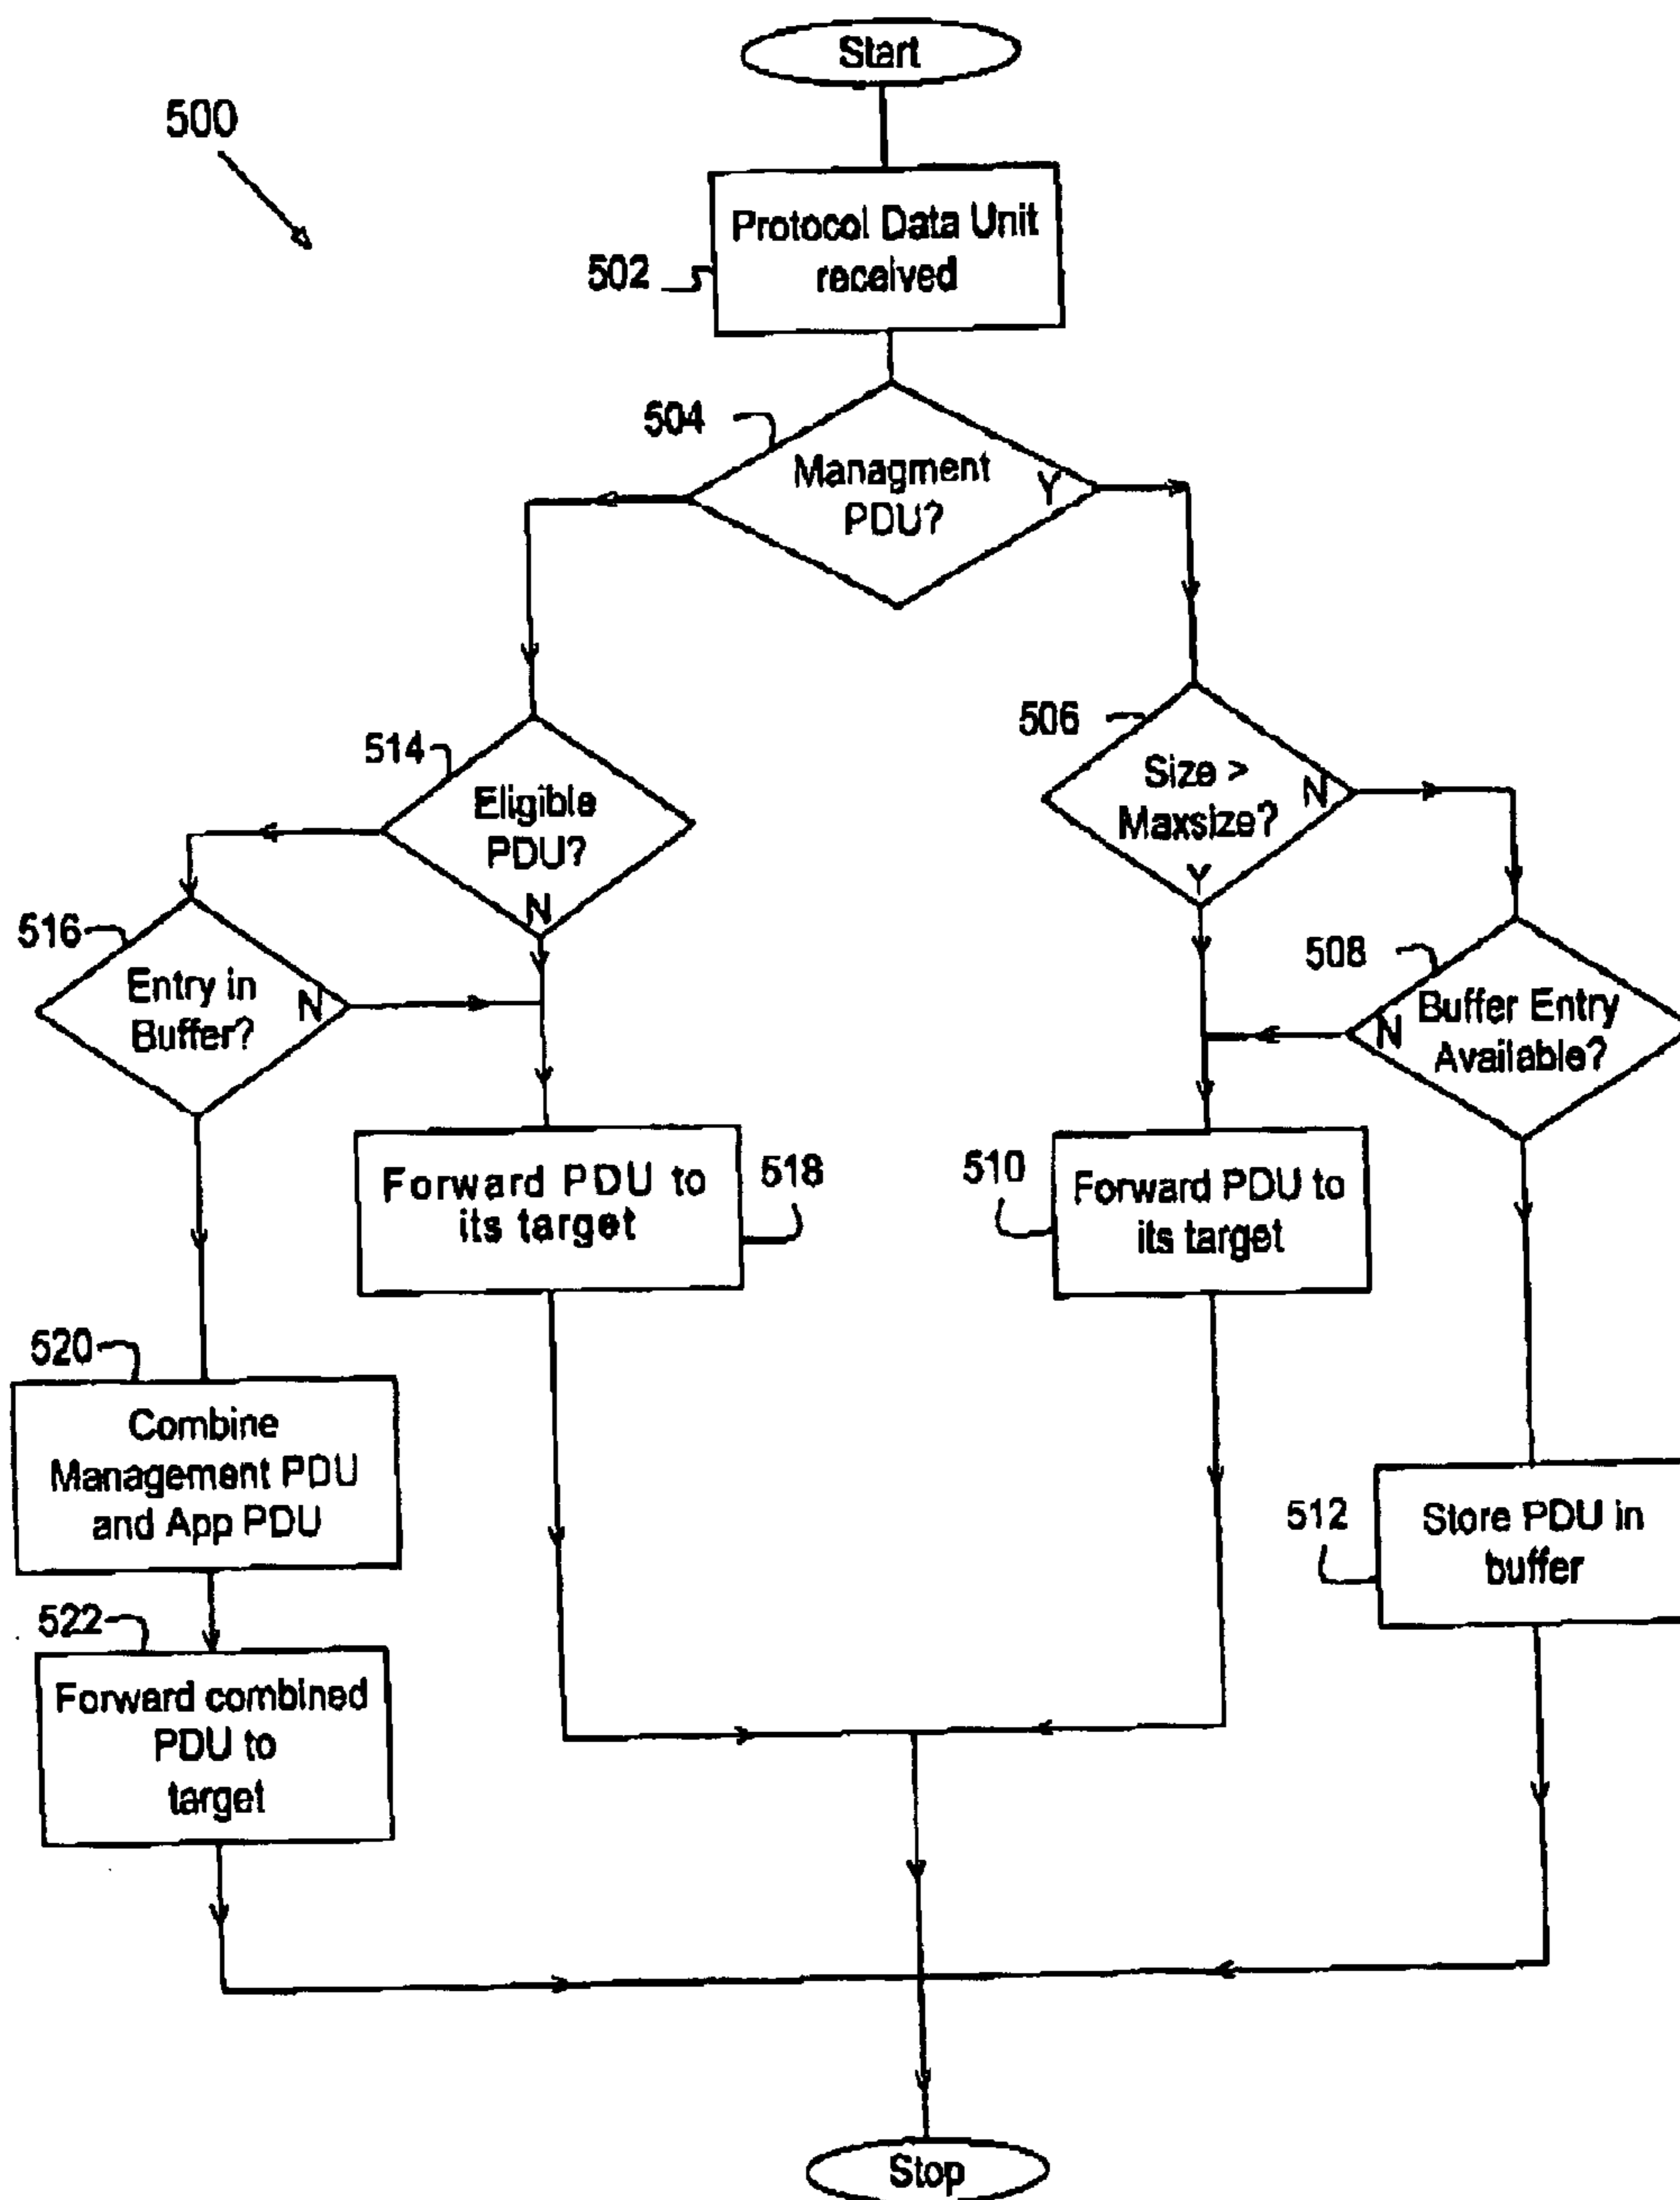 Start
500
Protocol Data Unit
received
502
504
Managment
PDU?
Y
506
Size >
Maxsize?
N
Y
514
Eligible
PDU?
N
516
Entry in
Buffer?
N
508
Buffer Entry
Available?
N
Forward PDU to
its target
518
510
Forward PDU to
its target
520
Combine
Management PDU
and App PDU
512
Store PDU in
buffer
522
Forward combined
PDU to
target
Stop